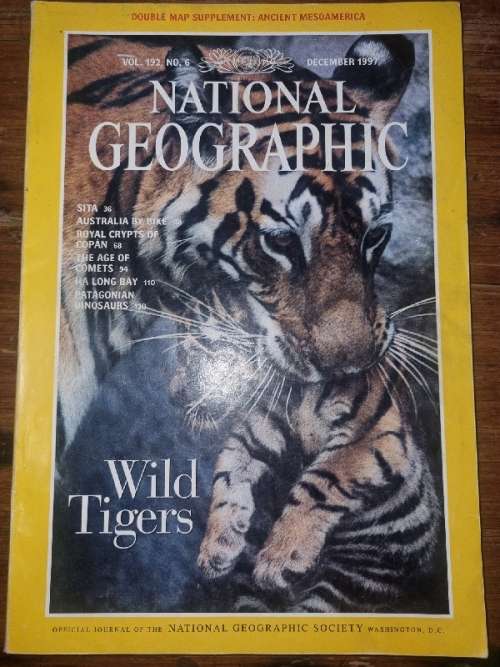 DOUBLE MAP SUPPLEMENT: ANCIENT MESOAMERICA
VOL. 192, NO. 6 DECEMBER 1997
NATIONAL
GEOGRAPHIC
SITA 36
AUSTRALIA BY BIKE
ROYAL CRYPTS OF
COPÁN 68
THE AGE OF
COMETS 94
HA LONG BAY 110
PATAGONIAN
DINOSAURS 120
Wild
Tigers
OFFICIAL JOURNAL OF THE NATIONAL GEOGRAPHIC SOCIETY WASHINGTON, D.C.